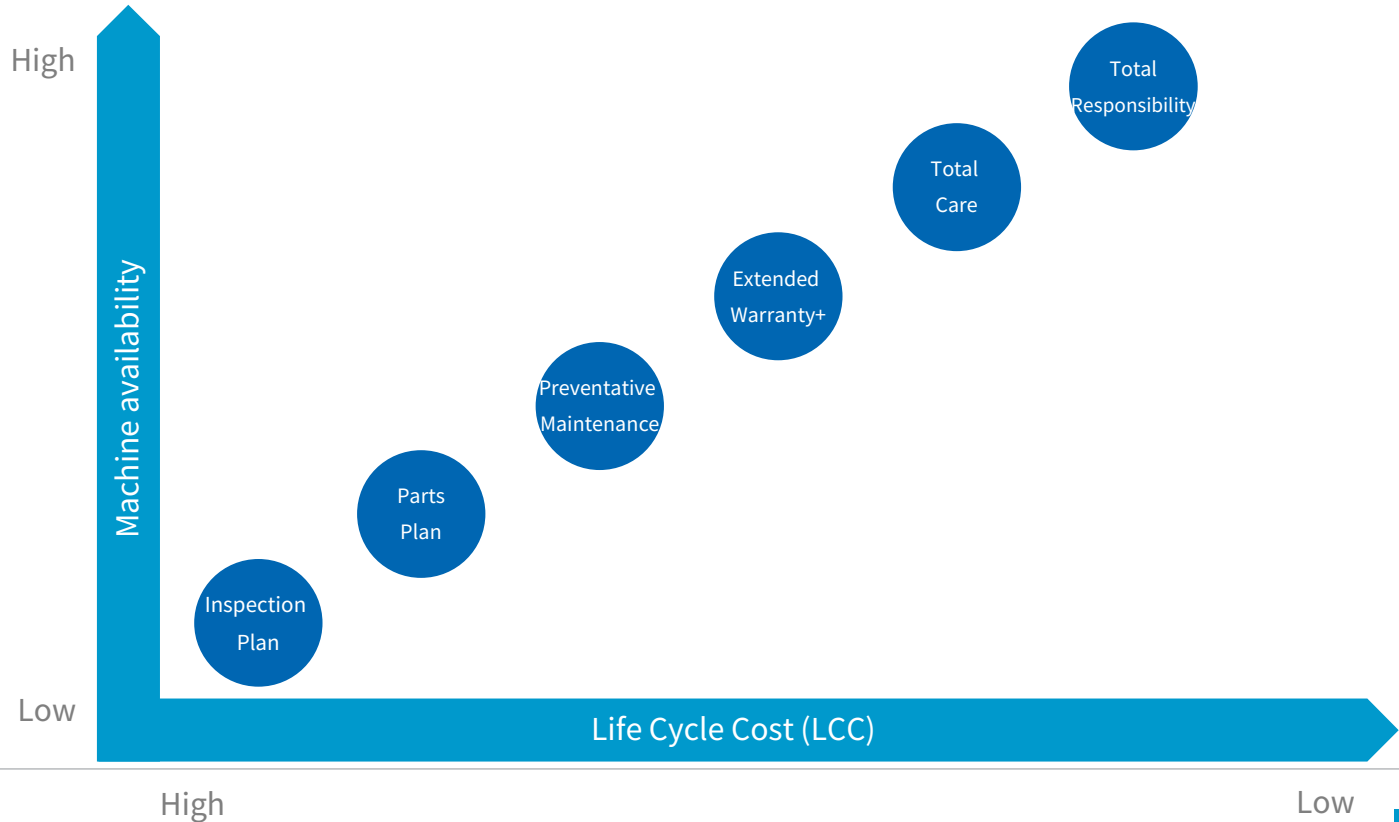 High
Total
Responsibility
Total
Care
Extended
Warranty+
Machine availability
Preventative
Maintenance
Parts
Plan
Inspection
Plan
Low
Life Cycle Cost (LCC)
High
Low